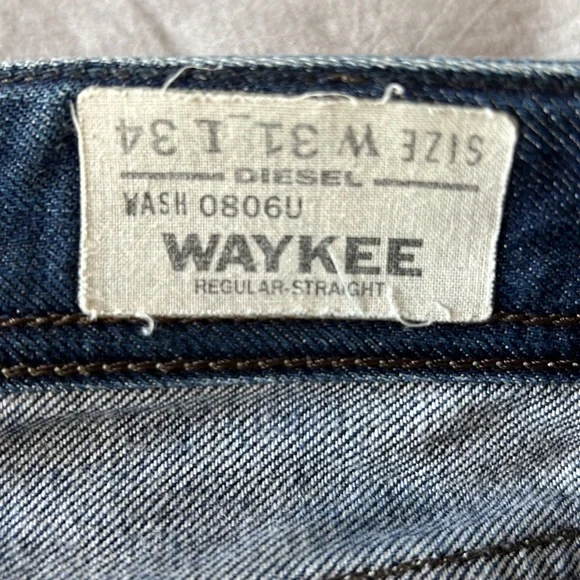 SIZE W 31 L 34
DIESEL
WASH 0806U
WAYKEE
REGULAR-STRAIGHT